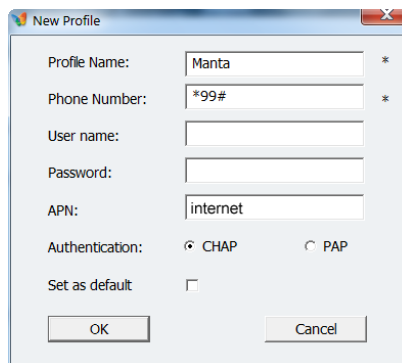 New Profile
Profile Name: Manta *
Phone Number: *99# *
User name:
Password:
APN: internet
Authentication: CHAP PAP
Set as default
OK Cancel